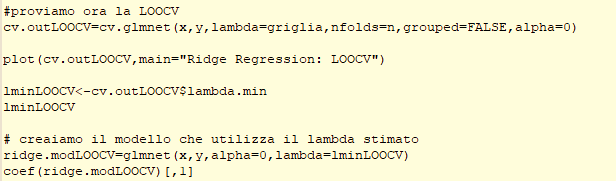 #proviamo ora la LOOCV
cv.outLOOCV=cv.glmnet(x,y,lambda=griglia,nfolds=n,grouped=FALSE,alpha=0)
plot(cv.outLOOCV,main="Ridge Regression: LOOCV")
lminLOOCV<-cv.outLOOCV$lambda.min
lminLOOCV
# creaiamo il modello che utilizza il lambda stimato
ridge.modLOOCV=glmnet(x,y,alpha=0,lambda=lminLOOCV)
coef(ridge.modLOOCV)[,1]